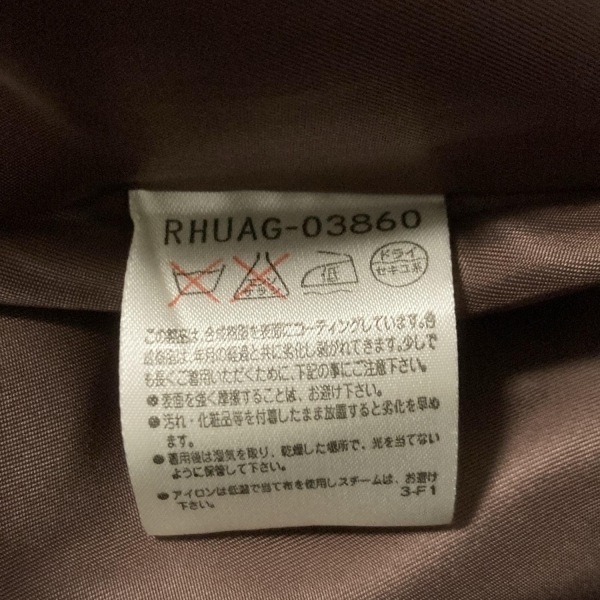 RHUAG-03860
エンソ
サラシ
低
ドライ
セキユ系
この製品は、合成樹脂を表面にコーティングしています。合
成樹脂は、年月の経過と共に劣化し剥がれてきます。少しで
も長くご着用いただくために、下記の事にご注意下さい。
●表面を強く摩擦することは、お避け下さい。
●汚れ・化粧品等を付着したまま放置すると劣化を早め
ます。
●着用後は湿気を取り、乾燥した場所で、光を当てない
ように保管して下さい。
●アイロンは低温で当て布を使用しスチームは、お避け
下さい。 3-F1